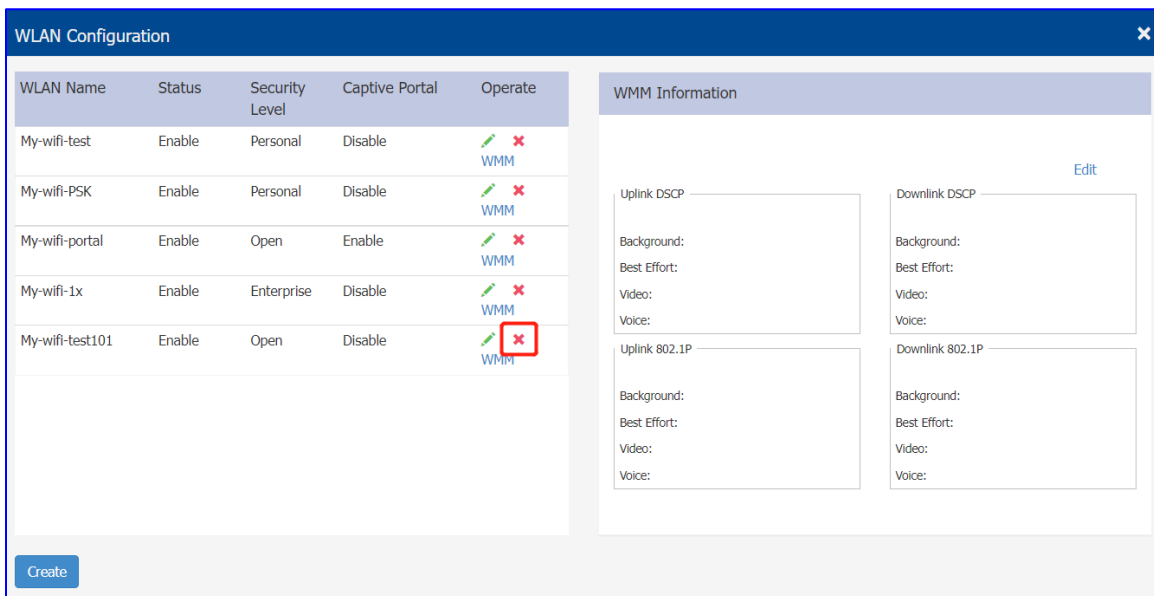 WLAN Configuration
WLAN Name Status Security Level Captive Portal Operate
My-wifi-test Enable Personal Disable
WMM
My-wifi-PSK Enable Personal Disable
WMM
My-wifi-portal Enable Open Enable
WMM
My-wifi-1x Enable Enterprise Disable
WMM
My-wifi-test101 Enable Open Disable
WMM
Create
WMM Information
Edit
Uplink DSCP
Background:
Best Effort:
Video:
Voice:
Downlink DSCP
Background:
Best Effort:
Video:
Voice:
Uplink 802.1P
Background:
Best Effort:
Video:
Voice:
Downlink 802.1P
Background:
Best Effort:
Video:
Voice: